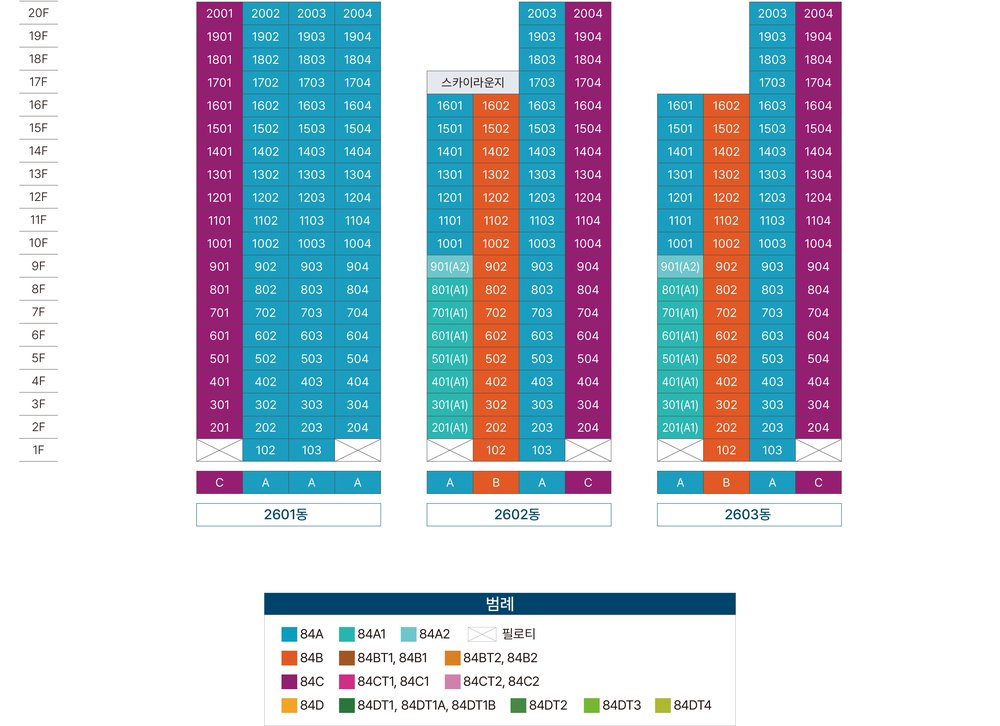 20F 2001 2002 2003 2004 2003 2004 2003 2004
19F 1901 1902 1903 1904 1903 1904 1903 1904
18F 1801 1802 1803 1804 1803 1804 1803 1804
17F 1701 1702 1703 1704 스카이라운지 1703 1704 1703 1704
16F 1601 1602 1603 1604 1601 1602 1603 1604 1601 1602 1603 1604
15F 1501 1502 1503 1504 1501 1502 1503 1504 1501 1502 1503 1504
14F 1401 1402 1403 1404 1401 1402 1403 1404 1401 1402 1403 1404
13F 1301 1302 1303 1304 1301 1302 1303 1304 1301 1302 1303 1304
12F 1201 1202 1203 1204 1201 1202 1203 1204 1201 1202 1203 1204
11F 1101 1102 1103 1104 1101 1102 1103 1104 1101 1102 1103 1104
10F 1001 1002 1003 1004 1001 1002 1003 1004 1001 1002 1003 1004
9F 901 902 903 904 901(A2) 902 903 904 901(A2) 902 903 904
8F 801 802 803 804 801(A1) 802 803 804 801(A1) 802 803 804
7F 701 702 703 704 701(A1) 702 703 704 701(A1) 702 703 704
6F 601 602 603 604 601(A1) 602 603 604 601(A1) 602 603 604
5F 501 502 503 504 501(A1) 502 503 504 501(A1) 502 503 504
4F 401 402 403 404 401(A1) 402 403 404 401(A1) 402 403 404
3F 301 302 303 304 301(A1) 302 303 304 301(A1) 302 303 304
2F 201 202 203 204 201(A1) 202 203 204 201(A1) 202 203 204
1F 102 103 102 103 102 103
C A A A A B A C A B A C
2601동 2602동 2603동
범례
84A 84A1 84A2 필로티
84B 84BT1, 84B1 84BT2, 84B2
84C 84CT1, 84C1 84CT2, 84C2
84D 84DT1, 84DT1A, 84DT1B 84DT2 84DT3 84DT4